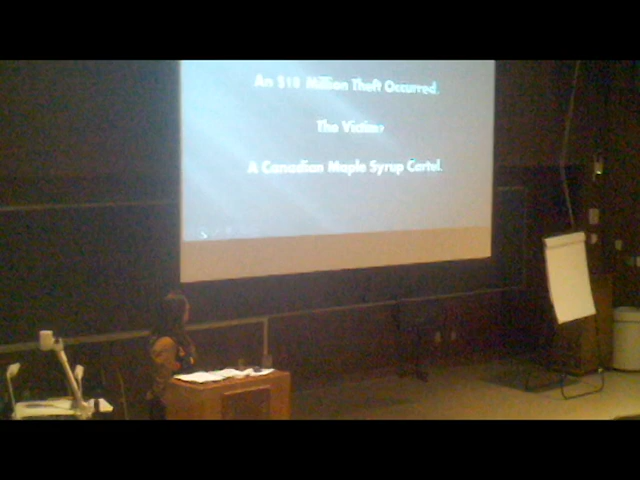 An $18 Million Theft Occurred.
The Victim?
A Canadian Maple Syrup Cartel.